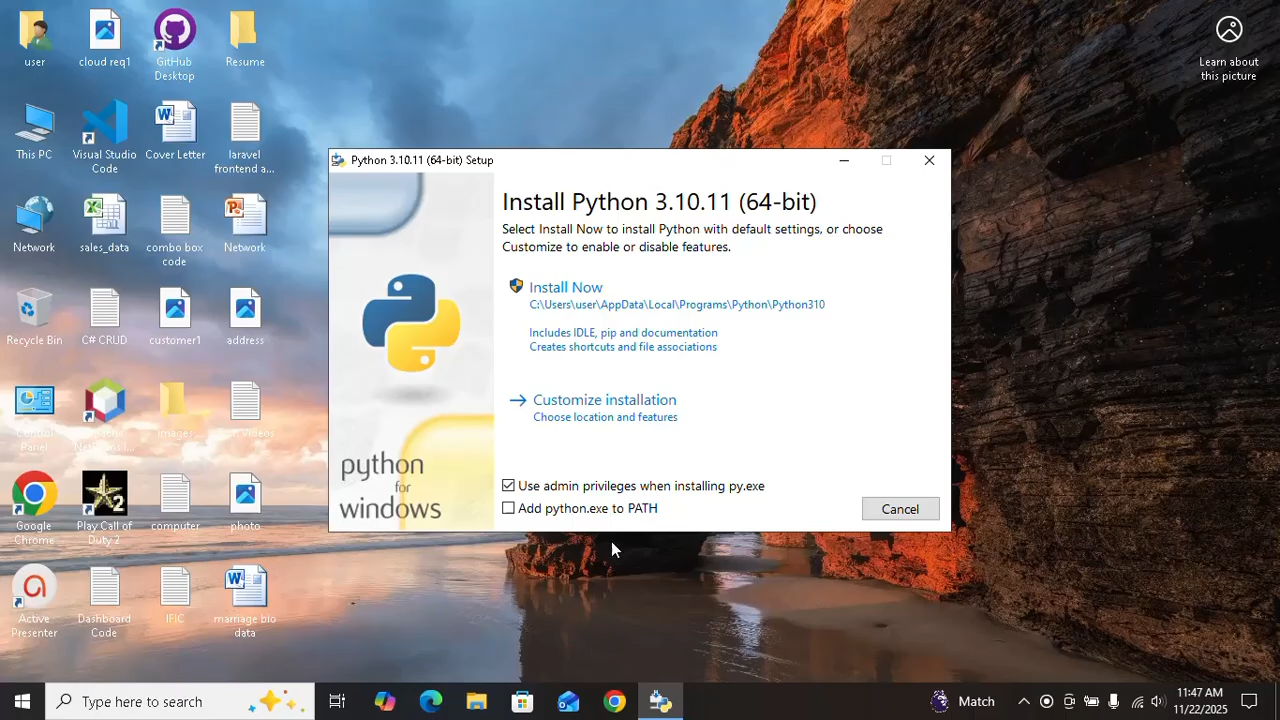 user
cloud req1
GitHub
Desktop
Resume
Learn about
this picture
This PC
Visual Studio
Code
Cover Letter
laravel
frontend a...
Network
sales_data
combo box
code
Network
Recycle Bin
C# CRUD
customer1
address
Control
Panel
NetBeans I...
images
Google
Chrome
Play Call of
Duty 2
computer
photo
Active
Presenter
Dashboard
Code
IFIC
marriage bio
data
Python 3.10.11 (64-bit) Setup
Install Python 3.10.11 (64-bit)
Select Install Now to install Python with default settings, or choose
Customize to enable or disable features.
Install Now
C:\Users\user\AppData\Local\Programs\Python\Python310
Includes IDLE, pip and documentation
Creates shortcuts and file associations
Customize installation
Choose location and features
python
for
windows
Use admin privileges when installing py.exe
Add python.exe to PATH
Cancel
Type here to search
Match
11:47 AM
11/22/2025